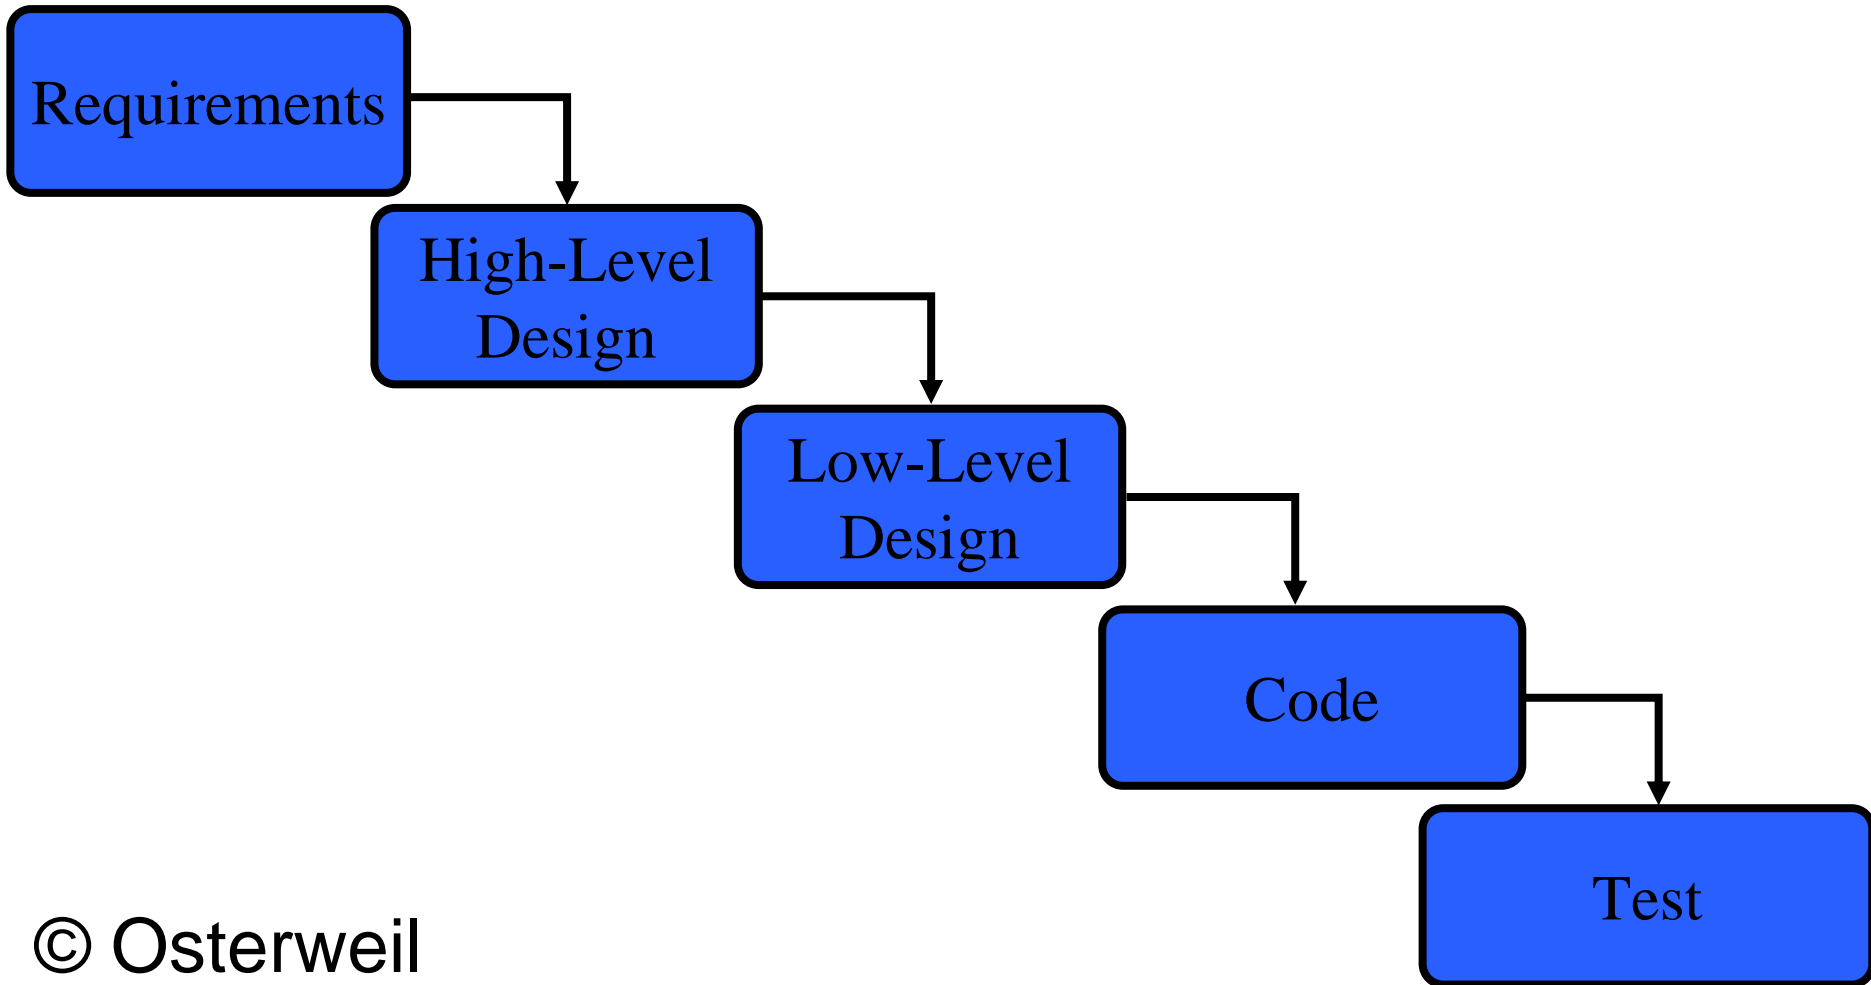 Requirements
High-Level
Design
Low-Level
Design
Code
Test
© Osterweil